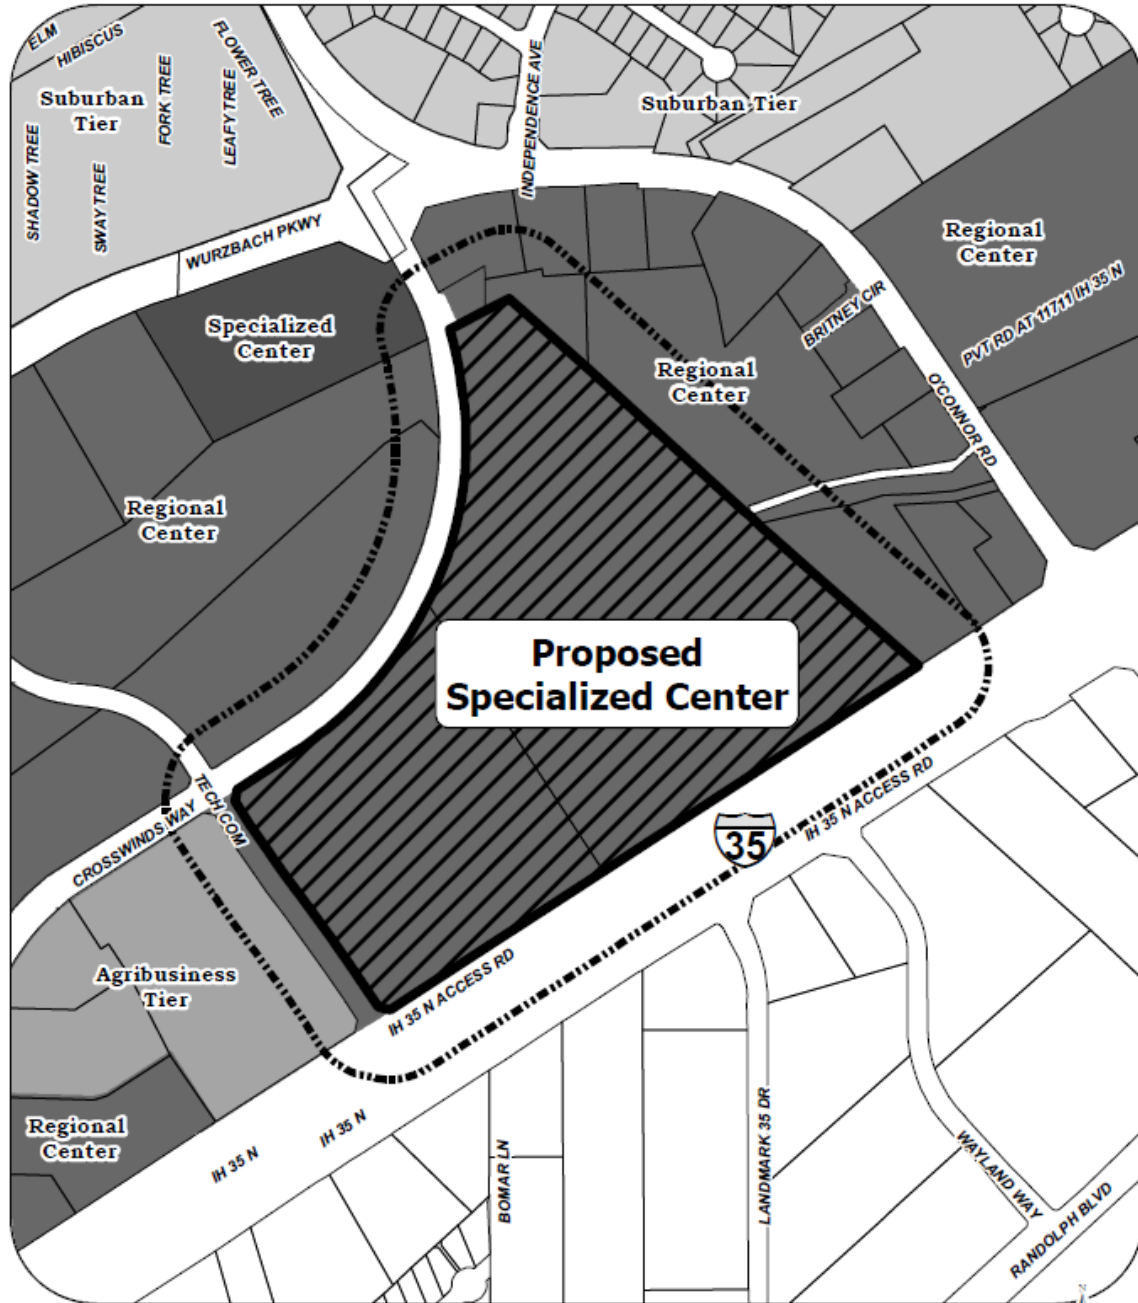 ELM
HIBISCUS
FLOWER TREE
Suburban
Tier
FORK TREE
LEAFY TREE
SHADOW TREE
SWAY TREE
INDEPENDENCE AVE
Suburban Tier
WURZBACH PKWY
Regional
Center
Specialized
Center
BRITNEY CIR
PVT RD AT 11711 IH 35 N
Regional
Center
O'CONNOR RD
Regional
Center
Proposed
Specialized Center
TECH COM
CROSSWINDS WAY
35
IH 35 N ACCESS RD
Agribusiness
Tier
IH 35 N ACCESS RD
Regional
Center
IH 35 N
IH 35 N
BOMAR LN
LANDMARK 35 DR
WAYLAND WAY
RANDOLPH BLVD
N